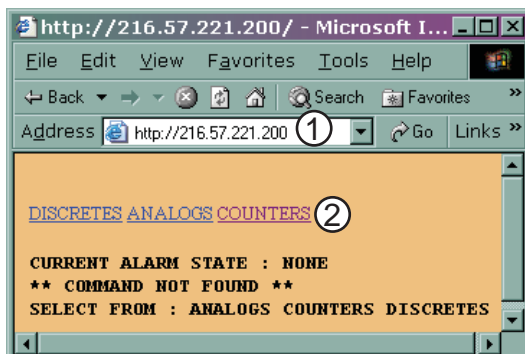 http://216.57.221.200/ - Microsoft I...
File Edit View Favorites Tools Help
Back Search Favorites »
Address http://216.57.221.200 1 Go Links »
DISCRETES ANALOGS COUNTERS 2
CURRENT ALARM STATE : NONE
** COMMAND NOT FOUND **
SELECT FROM : ANALOGS COUNTERS DISCRETES